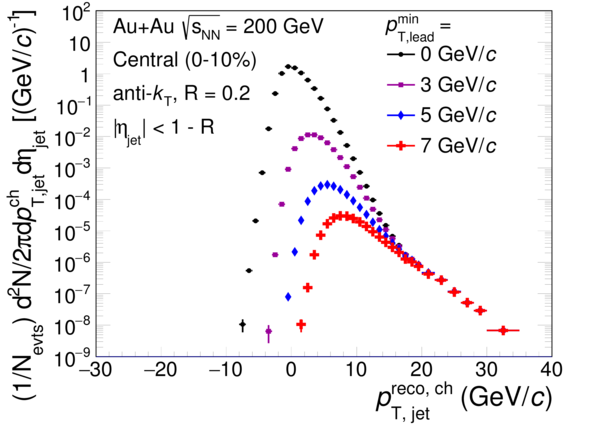 Au+Au √s_NN = 200 GeV
Central (0-10%)
anti-k_T, R = 0.2
|η_jet| < 1 - R
p_T,lead^min =
0 GeV/c
3 GeV/c
5 GeV/c
7 GeV/c
(1/N_evts) d²N/2πdp_T,jet^ch dη_jet [(GeV/c)⁻¹]
10²
10
1
10⁻¹
10⁻²
10⁻³
10⁻⁴
10⁻⁵
10⁻⁶
10⁻⁷
10⁻⁸
10⁻⁹
−30 −20 −10 0 10 20 30 40
p_T, jet^reco, ch (GeV/c)